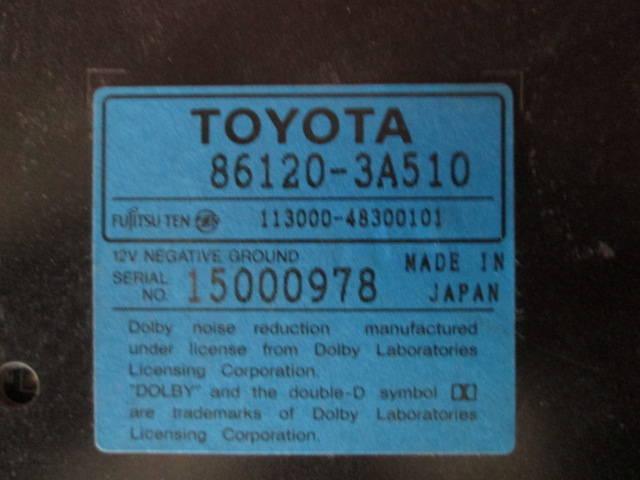 TOYOTA
86120-3A510
FUJITSU TEN 113000-48300101
12V NEGATIVE GROUND
MADE IN JAPAN
SERIAL NO. 15000978
Dolby noise reduction manufactured
under license from Dolby Laboratories
Licensing Corporation.
"DOLBY" and the double-D symbol
are trademarks of Dolby Laboratories
Licensing Corporation.